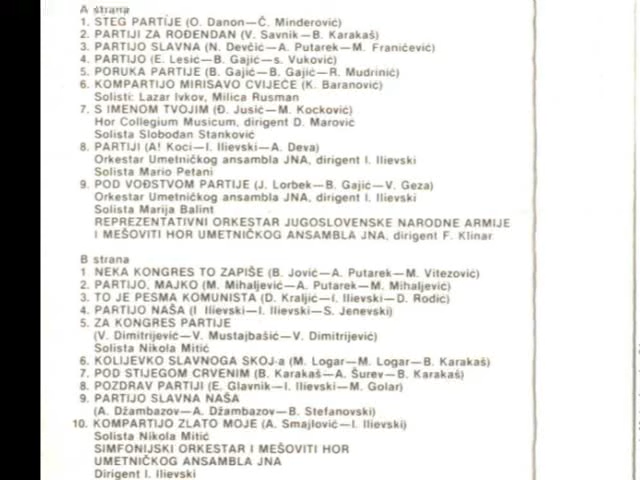 A strana
1. STEG PARTIJE (O. Danon—Č. Minderović)
2. PARTIJI ZA ROĐENDAN (V. Savnik—B. Karakaš)
3. PARTIJO SLAVNA (N. Devčić—A. Putarek—M. Franičević)
4. PARTIJO (E. Lesić—B. Gajić—s. Vuković)
5. PORUKA PARTIJE (B. Gajić—B. Gajić—R. Mudrinić)
6. KOMPARTIJO MIRISAVO CVIJEĆE (K. Baranović)
Solisti: Lazar Ivkov, Milica Rusman
7. S IMENOM TVOJIM (Đ. Jusić—M. Kocković)
Hor Collegium Musicum, dirigent D. Marović
Solista Slobodan Stanković
8. PARTIJI (A! Koci—I. Ilievski—A. Deva)
Orkestar Umetničkog ansambla JNA, dirigent I. Ilievski
Solista Mario Petani
9. POD VOĐSTVOM PARTIJE (J. Lorbek—B. Gajić—V. Geza)
Orkestar Umetničkog ansambla JNA, dirigent I. Ilievski
Solista Marija Balint
REPREZENTATIVNI ORKESTAR JUGOSLOVENSKE NARODNE ARMIJE
I MEŠOVITI HOR UMETNIČKOG ANSAMBLA JNA, dirigent F. Klinar
B strana
1 NEKA KONGRES TO ZAPIŠE (B. Jović—A. Putarek—M. Vitezović)
2. PARTIJO, MAJKO (M. Mihaljević—A. Putarek—M. Mihaljević)
3. TO JE PESMA KOMUNISTA (D. Kraljić—I. Ilievski—D. Rodić)
4. PARTIJO NAŠA (I Ilievski—I. Ilievski—S. Jenevski)
5. ZA KONGRES PARTIJE
(V. Dimitrijević—V. Mustajbašić—V. Dimitrijević)
Solista Nikola Mitić
6. KOLIJEVKO SLAVNOGA SKOJ-a (M. Logar—M. Logar—B. Karakaš)
7. POD STIJEGOM CRVENIM (B. Karakaš—A. Šurev—B. Karakaš)
8. POZDRAV PARTIJI (E. Glavnik—I. Ilievski—M. Golar)
9. PARTIJO SLAVNA NAŠA
(A. Džambazov—A. Džambazov—B. Stefanovski)
10. KOMPARTIJO ZLATO MOJE (A. Smajlović—I. Ilievski)
Solista Nikola Mitić
SIMFONIJSKI ORKESTAR I MEŠOVITI HOR
UMETNIČKOG ANSAMBLA JNA
Dirigent I. Ilievski